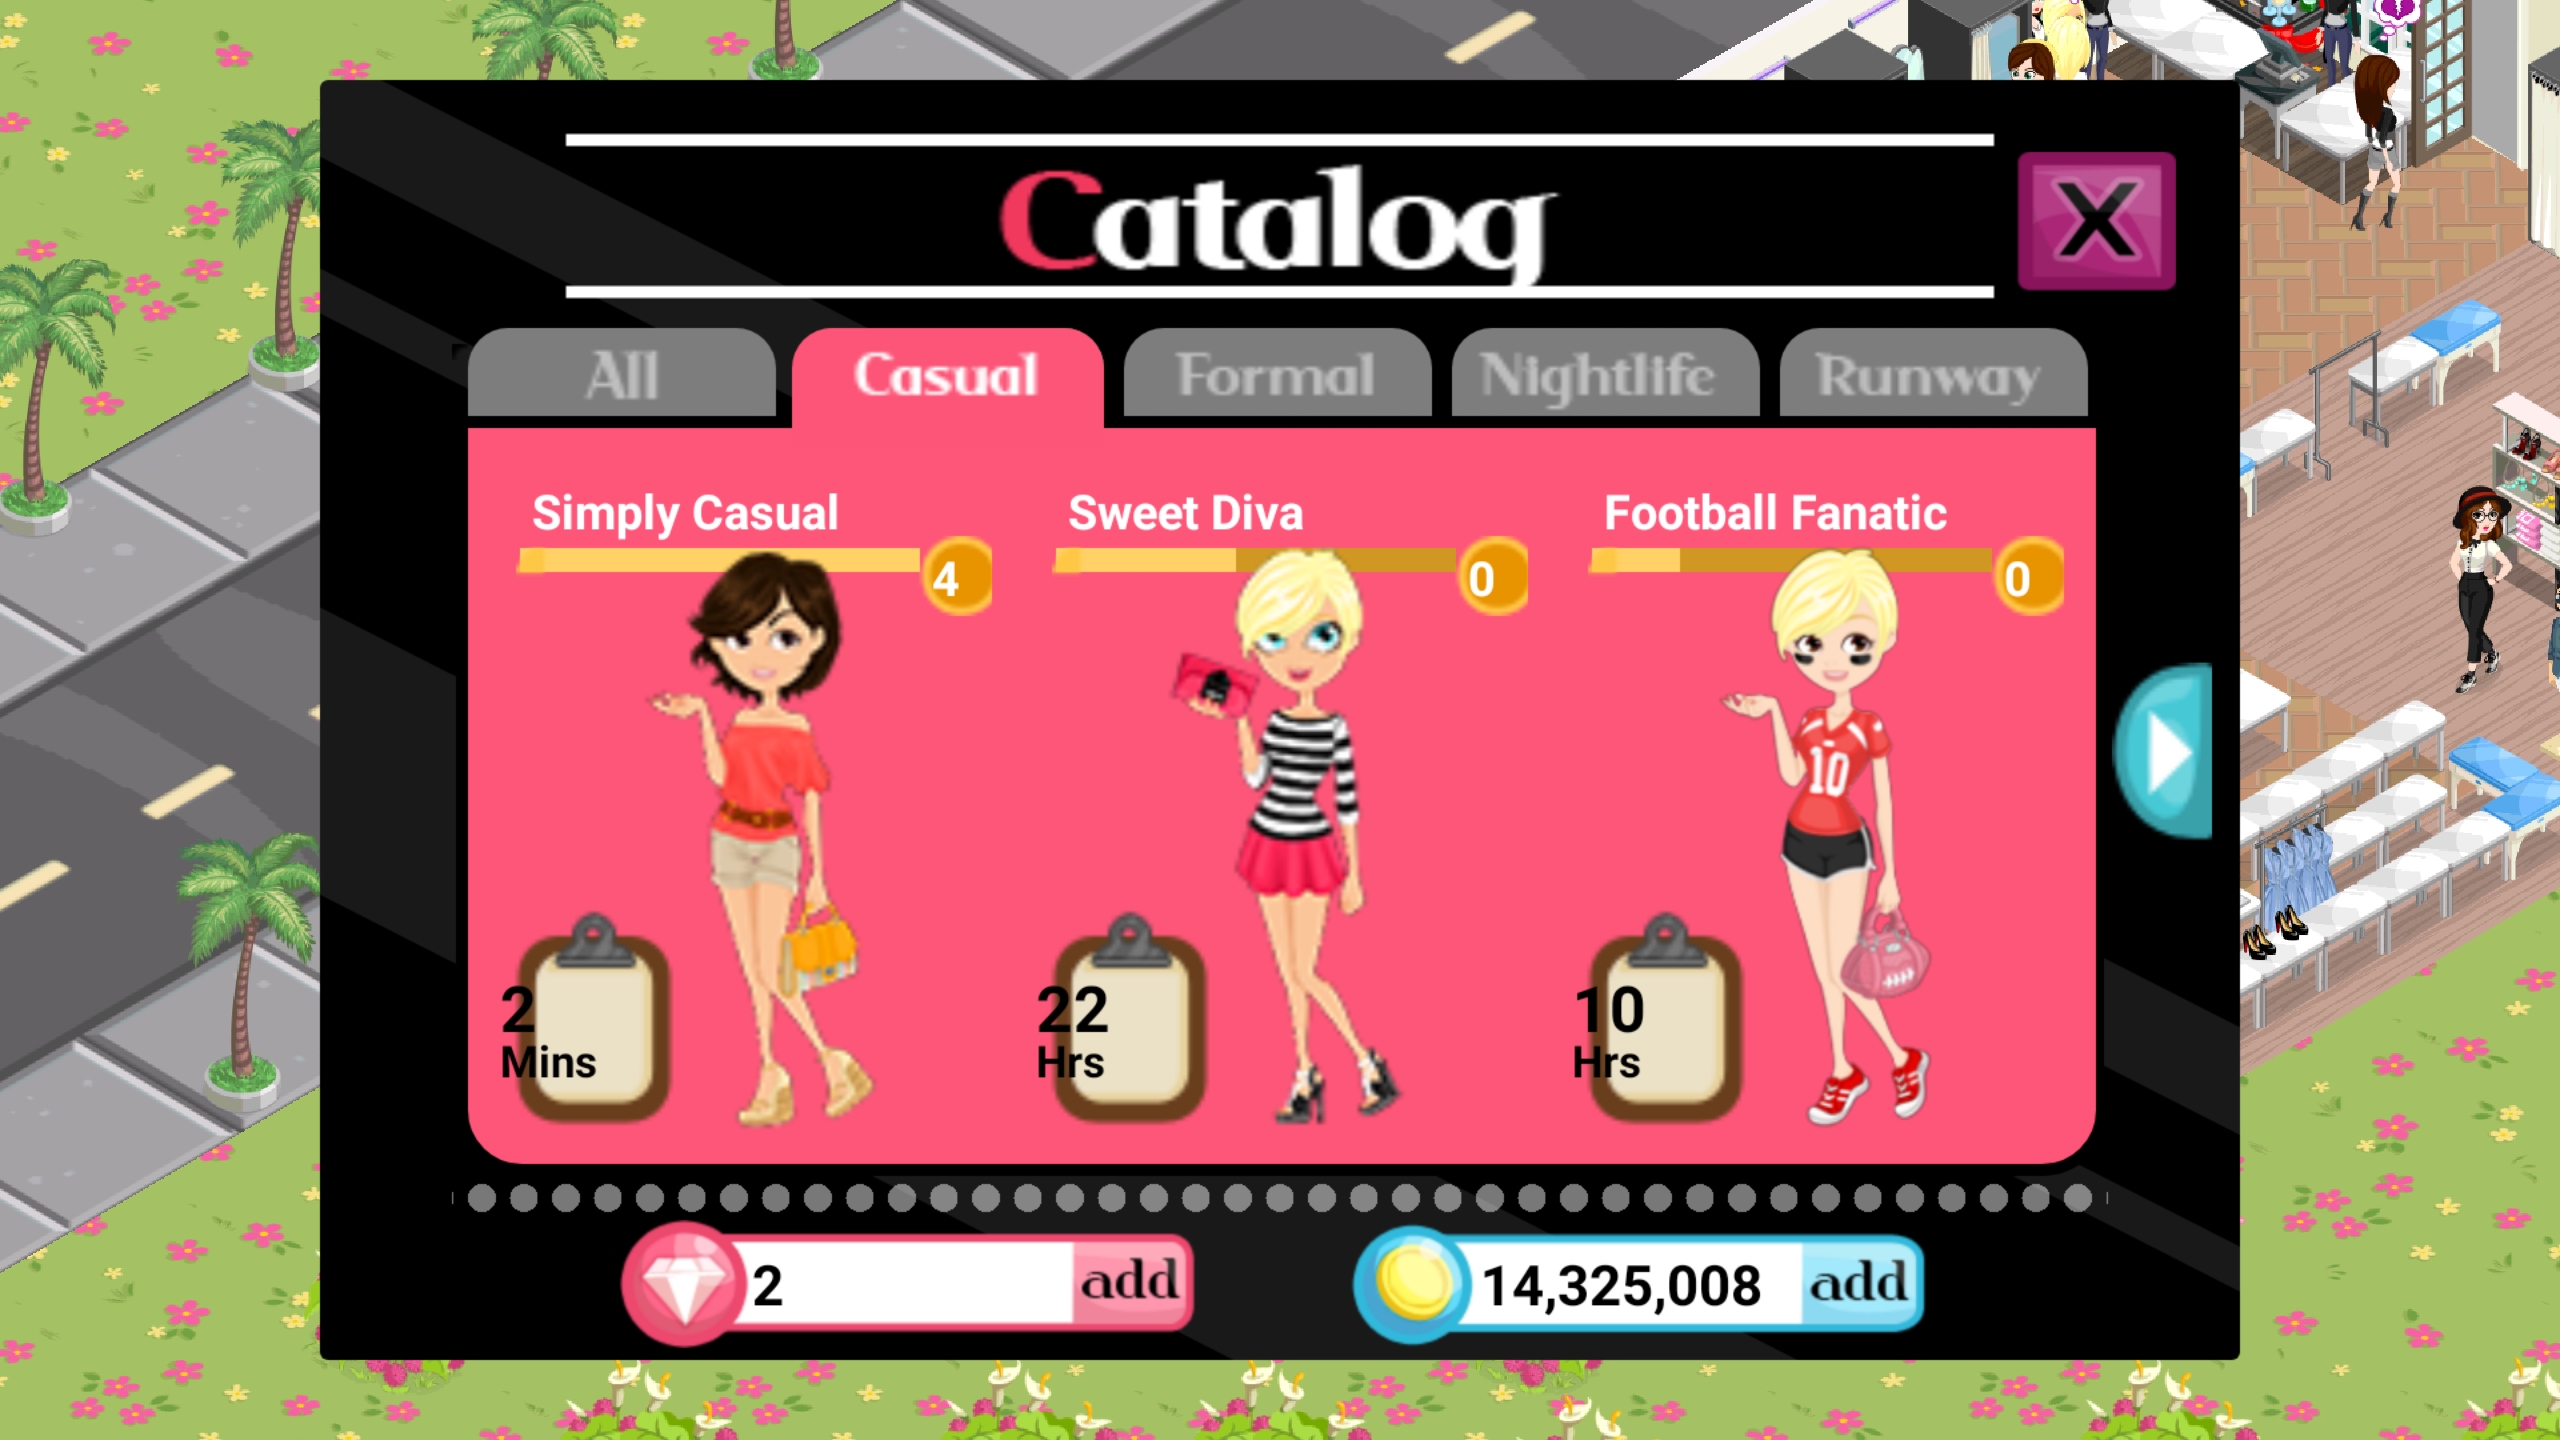 Catalog
X
All
Casual
Formal
Nightlife
Runway
Simply Casual
4
Sweet Diva
0
Football Fanatic
0
10
2
Mins
22
Hrs
10
Hrs
2
add
14,325,008
add